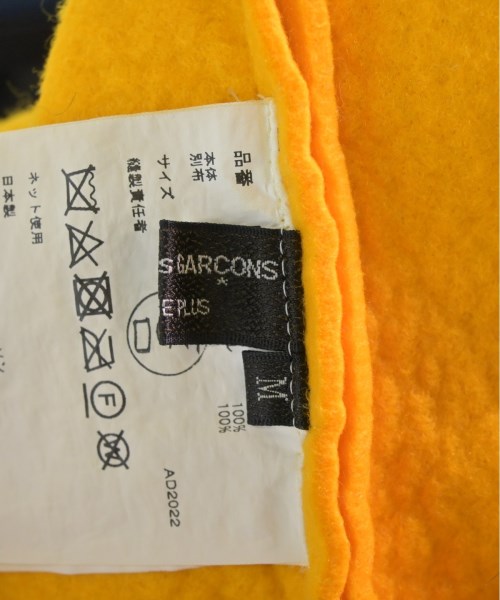 品番
本体
別布
サイズ
縫製責任者
ネット使用
日本製
S GARCONS
*
E PLUS
M
100%
100%
F
W
AD2022